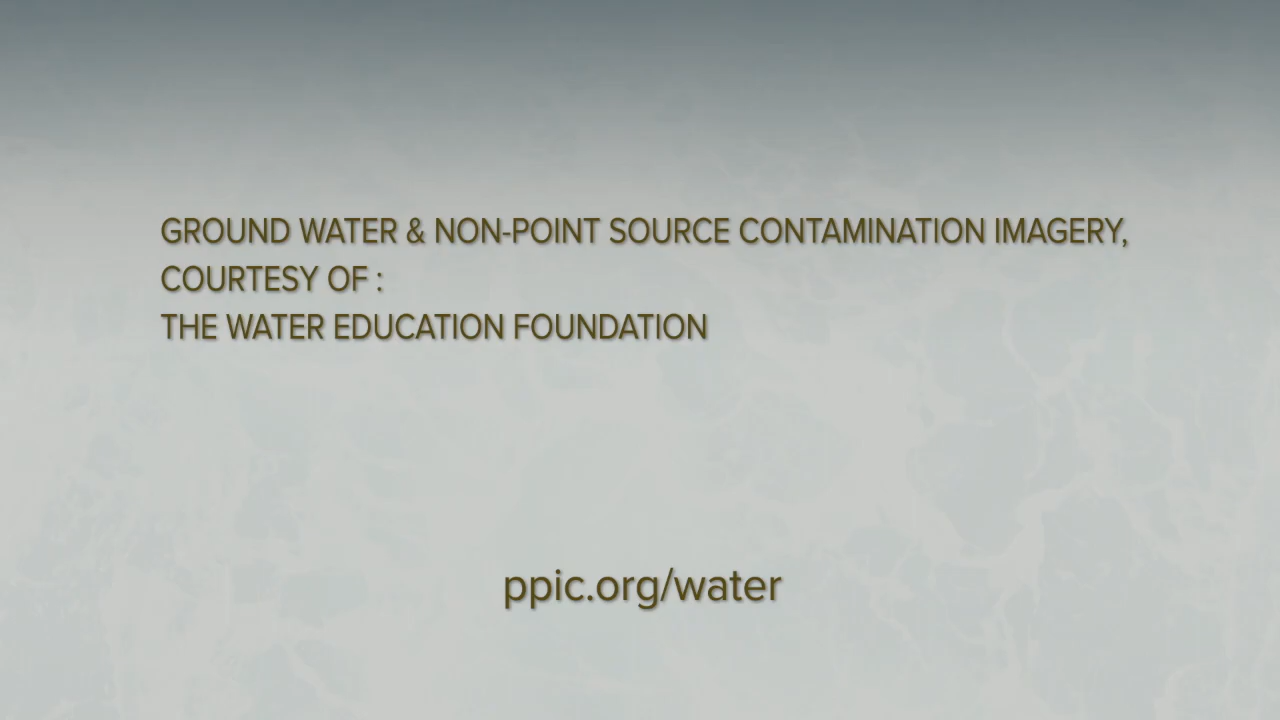 GROUND WATER & NON-POINT SOURCE CONTAMINATION IMAGERY,
COURTESY OF :
THE WATER EDUCATION FOUNDATION
ppic.org/water